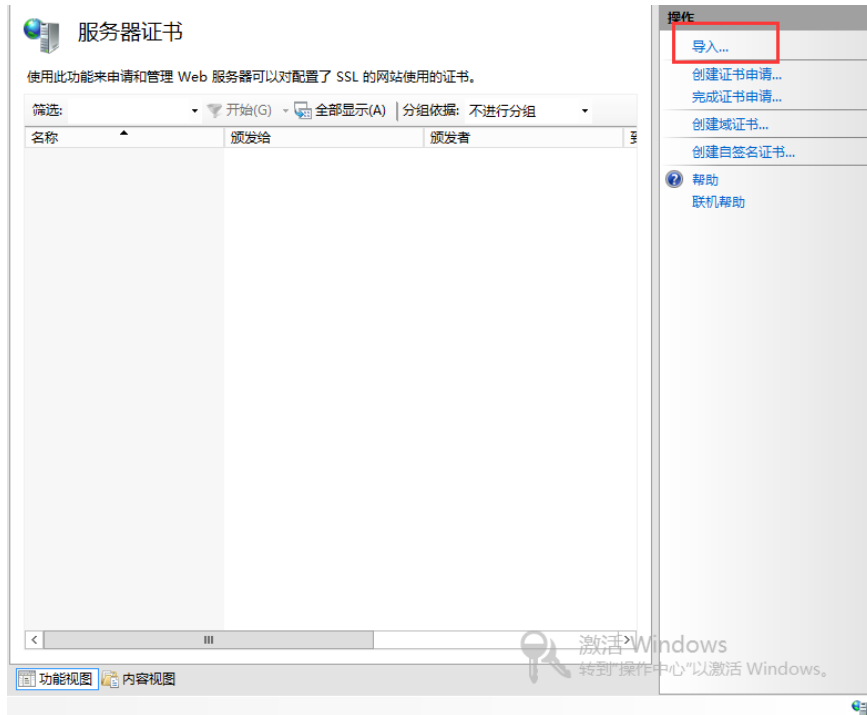 服务器证书
使用此功能来申请和管理 Web 服务器可以对配置了 SSL 的网站使用的证书。
筛选: 开始(G) 全部显示(A) 分组依据: 不进行分组
名称 颁发给 颁发者
功能视图 内容视图
操作
导入...
创建证书申请...
完成证书申请...
创建域证书...
创建自签名证书...
帮助
联机帮助
激活 Windows
转到"操作中心"以激活 Windows。